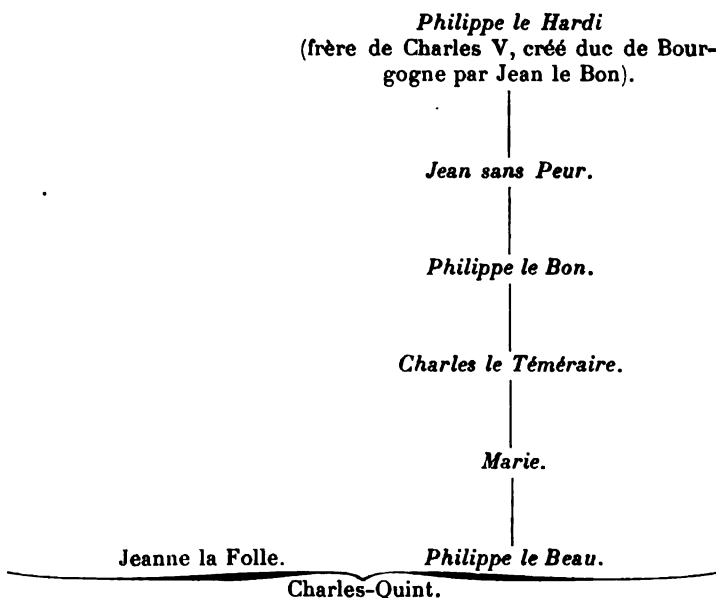 Philippe le Hardi
(frère de Charles V, créé duc de Bour-
gogne par Jean le Bon).
Jean sans Peur.
Philippe le Bon.
Charles le Téméraire.
Marie.
Jeanne la Folle. Philippe le Beau.
Charles-Quint.